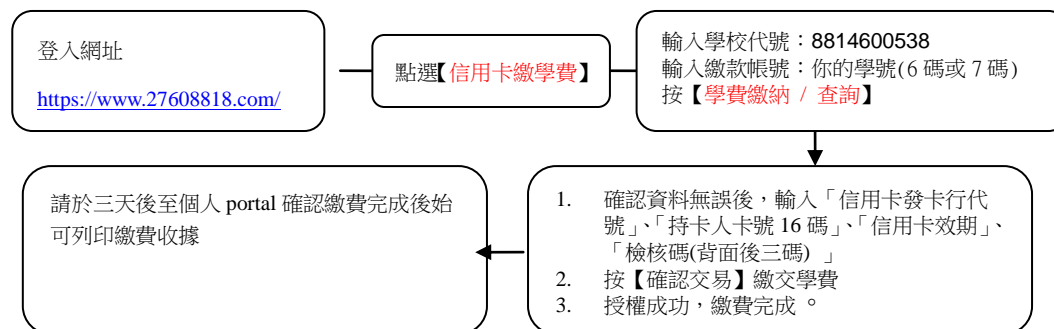 登入網址
https://www.27608818.com/
點選【信用卡繳學費】
輸入學校代號：8814600538
輸入繳款帳號：你的學號(6 碼或 7 碼)
按【學費繳納 / 查詢】
1. 確認資料無誤後，輸入「信用卡發卡行代
號」、「持卡人卡號 16 碼」、「信用卡效期」、
「檢核碼(背面後三碼) 」
2. 按【確認交易】繳交學費
3. 授權成功，繳費完成。
請於三天後至個人 portal 確認繳費完成後始
可列印繳費收據